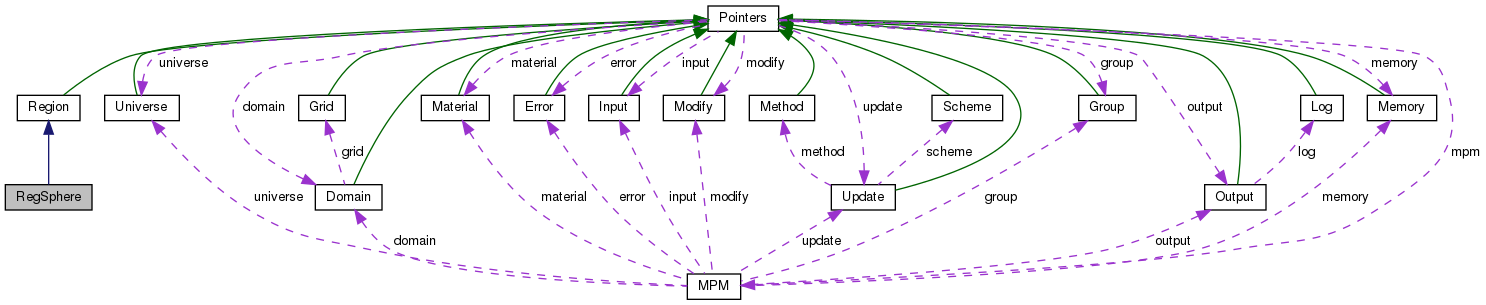 Pointers
universe
material
error
input
modify
group
memory
domain
update
output
mpm
Region
Universe
Grid
Material
Error
Input
Modify
Method
Scheme
Group
Log
Memory
grid
method
scheme
log
RegSphere
Domain
Update
Output
universe
material
error
input
modify
group
memory
domain
update
output
MPM